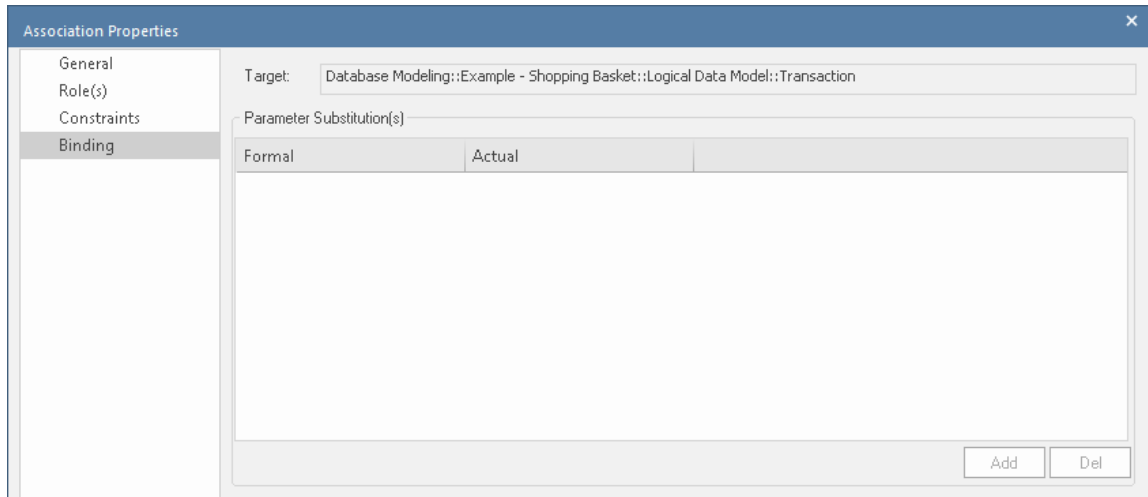 Association Properties
General
Role(s)
Constraints
Binding
Target: Database Modeling::Example - Shopping Basket::Logical Data Model::Transaction
Parameter Substitution(s)
Formal Actual
Add Del